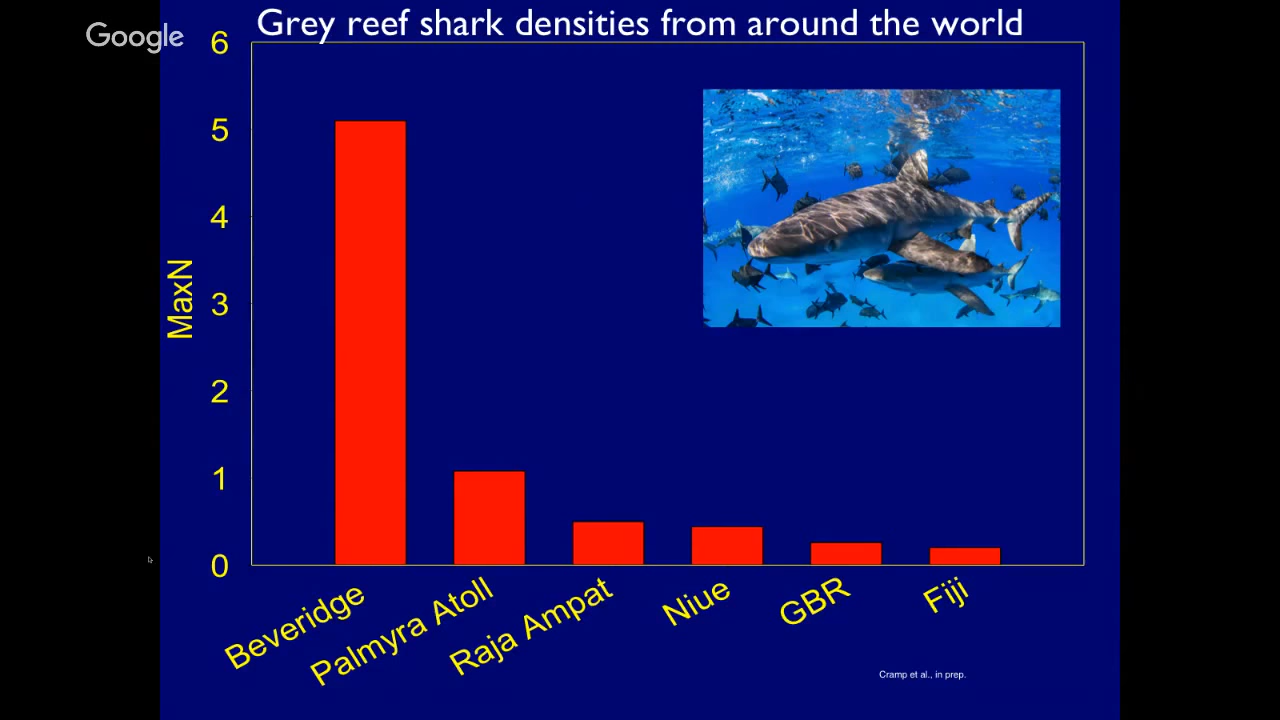 Grey reef shark densities from around the world
Google
6
5
4
3
2
1
0
MaxN
Beveridge
Palmyra Atoll
Raja Ampat
Niue
GBR
Fiji
Cramp et al., in prep.